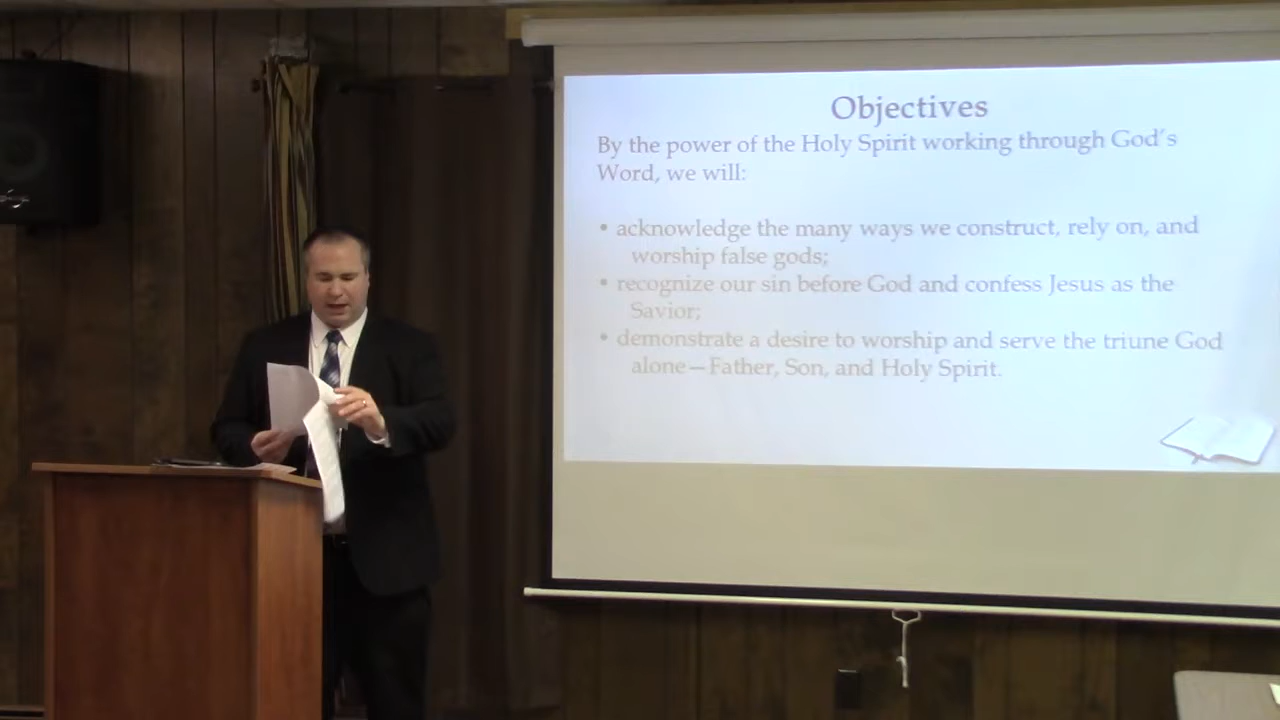 Objectives
By the power of the Holy Spirit working through God's
Word, we will:
• acknowledge the many ways we construct, rely on, and
worship false gods;
• recognize our sin before God and confess Jesus as the
Savior;
• demonstrate a desire to worship and serve the triune God
alone—Father, Son, and Holy Spirit.